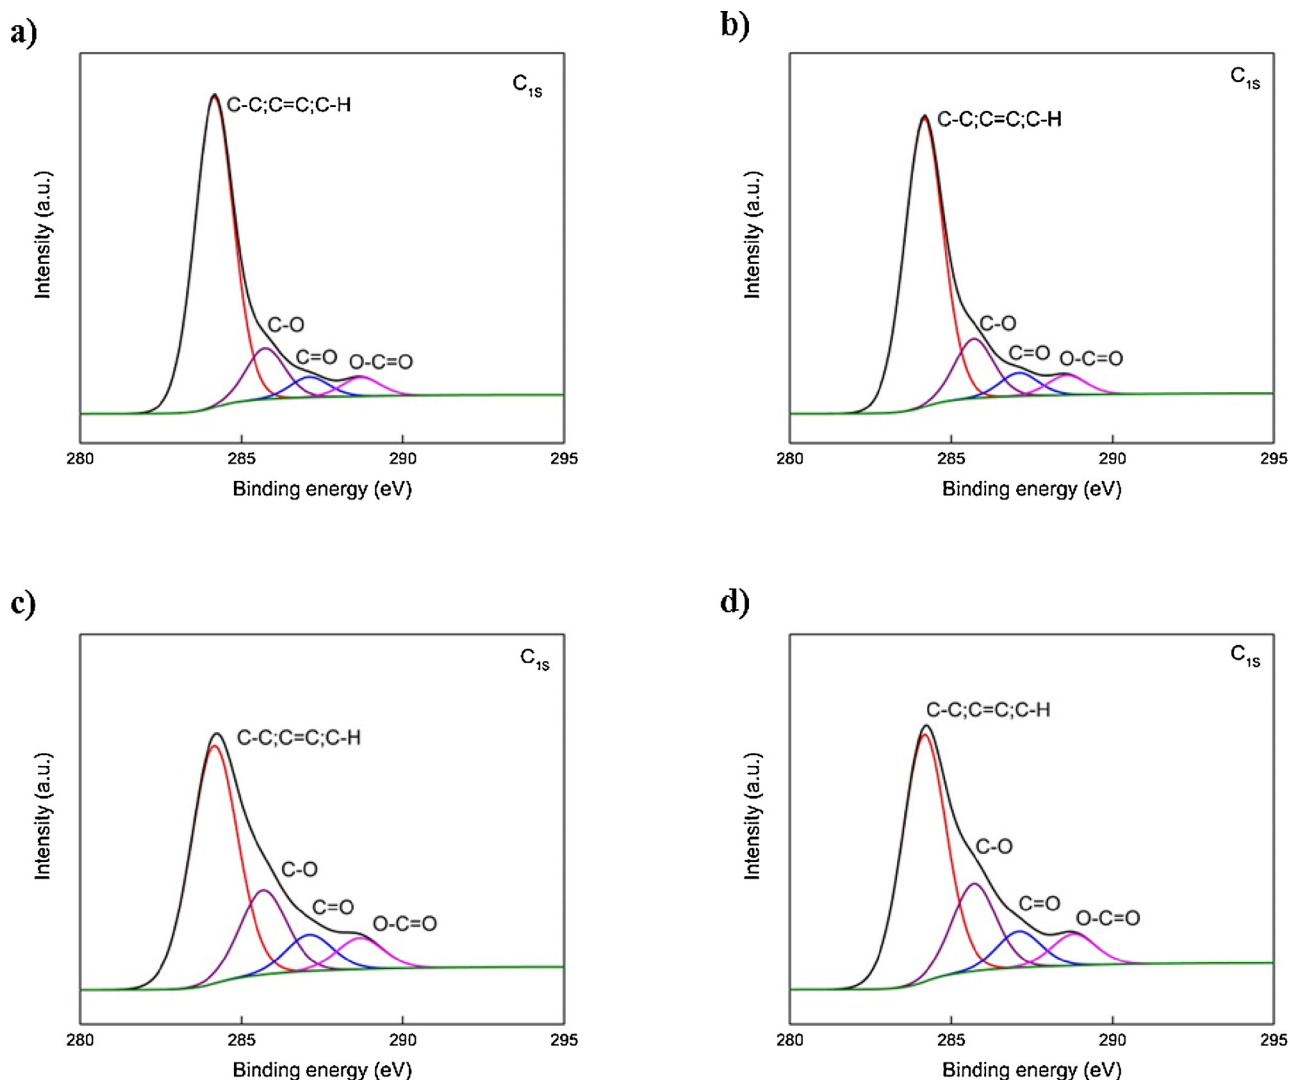 a)
C1S
C-C;C=C;C-H
C-O
C=O
O-C=O
Intensity (a.u.)
280
285
290
295
Binding energy (eV)
b)
C1S
C-C;C=C;C-H
C-O
C=O
O-C=O
Intensity (a.u.)
280
285
290
295
Binding energy (eV)
c)
C1S
C-C;C=C;C-H
C-O
C=O
O-C=O
Intensity (a.u.)
280
285
290
295
Binding energy (eV)
d)
C1S
C-C;C=C;C-H
C-O
C=O
O-C=O
Intensity (a.u.)
280
285
290
295
Binding energy (eV)